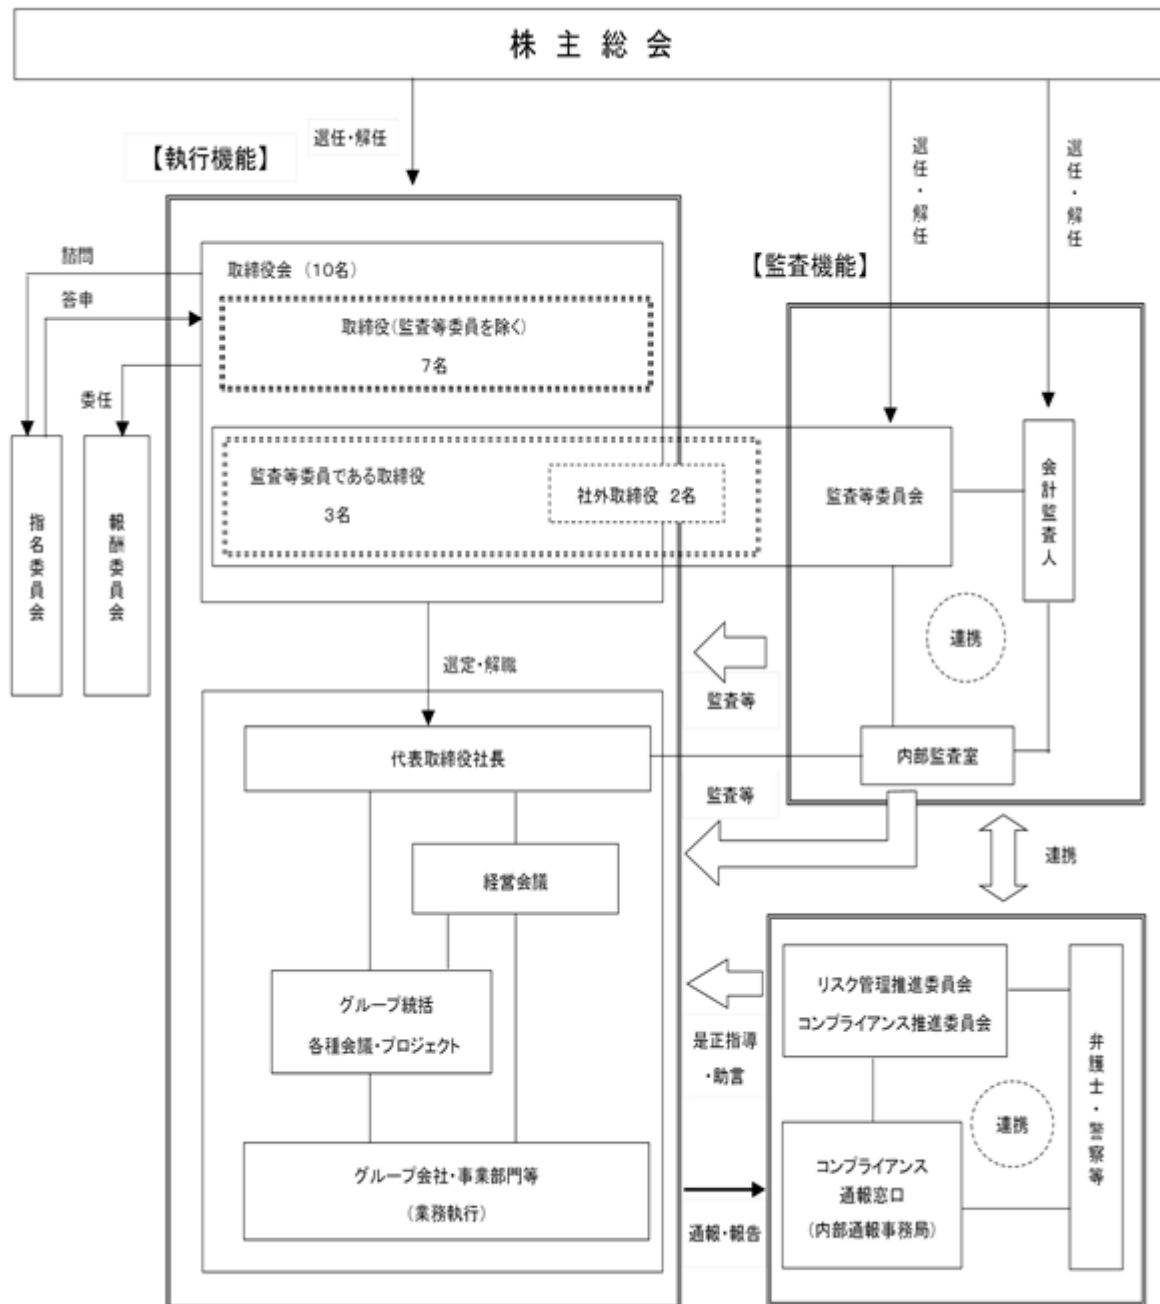 株主総会
選任・解任
【執行機能】
選任・解任
選任・解任
【監査機能】
諮問
答申
委任
取締役会（10名）
取締役（監査等委員を除く）
7名
監査等委員である取締役
3名
社外取締役 2名
監査等委員会
会計監査人
指名委員会
報酬委員会
連携
選定・解職
監査等
代表取締役社長
内部監査室
監査等
経営会議
連携
グループ統括
各種会議・プロジェクト
リスク管理推進委員会
コンプライアンス推進委員会
是正指導
・助言
弁護士・警察等
連携
グループ会社・事業部門等
（業務執行）
コンプライアンス
通報窓口
（内部通報事務局）
通報・報告